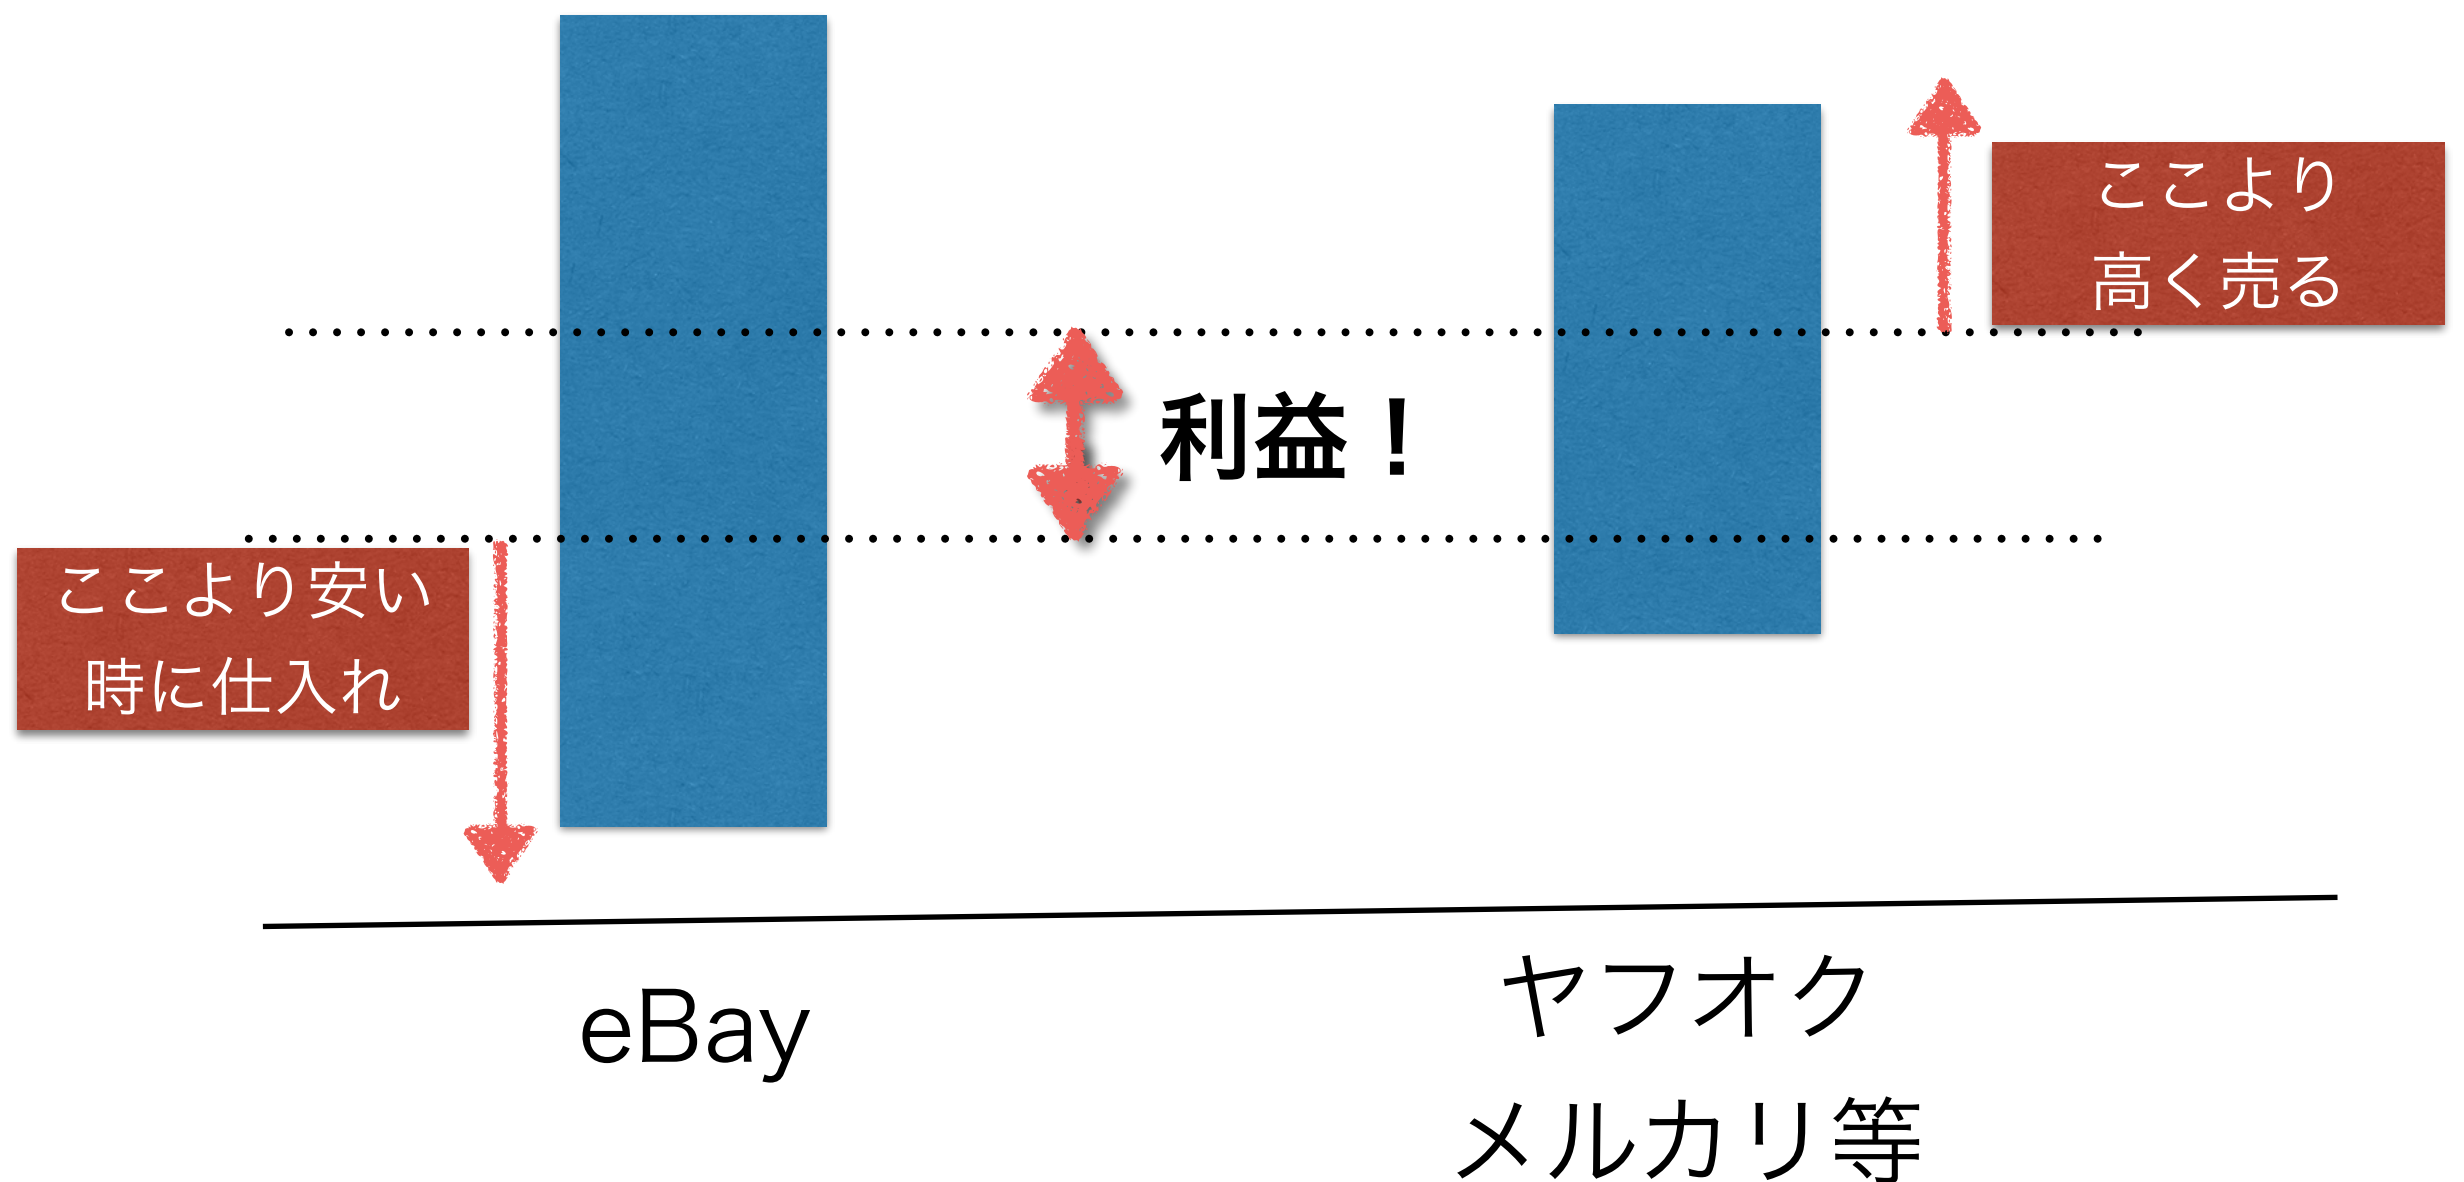 ここより
高く売る
利益！
ここより安い
時に仕入れ
eBay
ヤフオク
メルカリ等